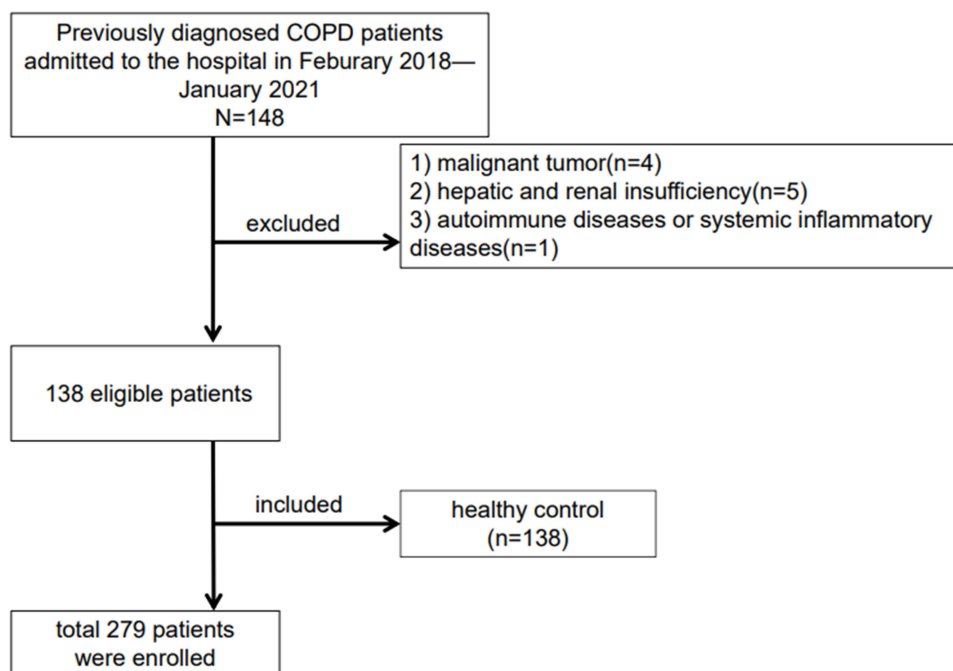 Previously diagnosed COPD patients
admitted to the hospital in Feburary 2018—
January 2021
N=148
1) malignant tumor(n=4)
2) hepatic and renal insufficiency(n=5)
3) autoimmune diseases or systemic inflammatory
diseases(n=1)
excluded
138 eligible patients
included
healthy control
(n=138)
total 279 patients
were enrolled